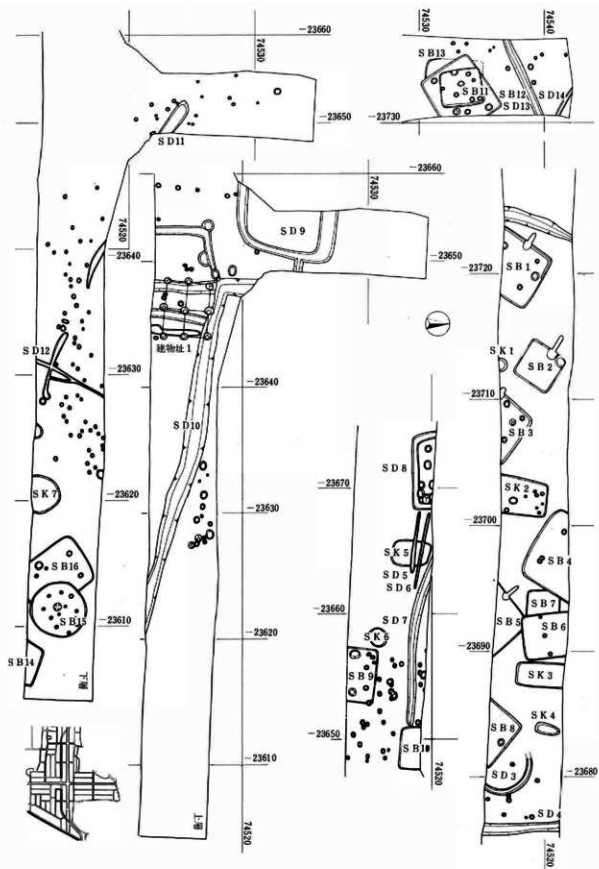 -23660
74530
-23650
SD11
74520
-23640
SD12
-23630
SK7
-23620
SB16
SB15
-23610
SB14
下層
-23660
74530
SD9
-23650
建物址1
-23640
SD10
-23630
-23620
-23610
上層
74520
74530
74540
SB13
SB11
SB12
SD13
SD14
-23730
SD8
-23670
SK5
SD5
SD6
-23660
SD7
SK6
SB9
-23650
SB10
74520
SB1
-23720
SK1
SB2
-23710
SB3
SK2
-23700
SB4
SB7
SB5
SB6
-23690
SK3
SB8
SK4
SD3
-23680
SD4
74520